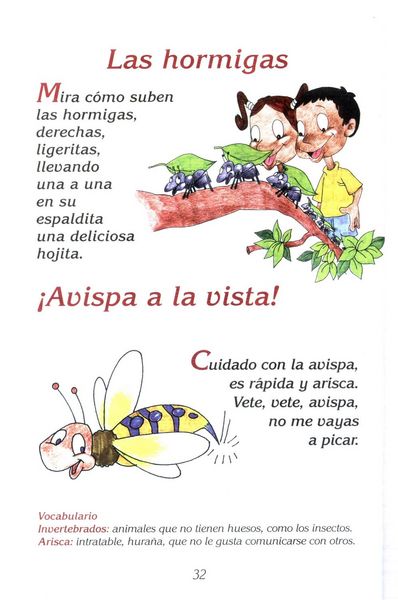 Las hormigas
Mira cómo suben
las hormigas,
derechas,
ligeritas,
llevando
una a una
en su
espaldita
una deliciosa
hojita.
¡Avispa a la vista!
Cuidado con la avispa,
es rápida y arisca.
Vete, vete, avispa,
no me vayas
a picar.
Vocabulario
Invertebrados: animales que no tienen huesos, como los insectos.
Arisca: intratable, huraña, que no le gusta comunicarse con otros.
32